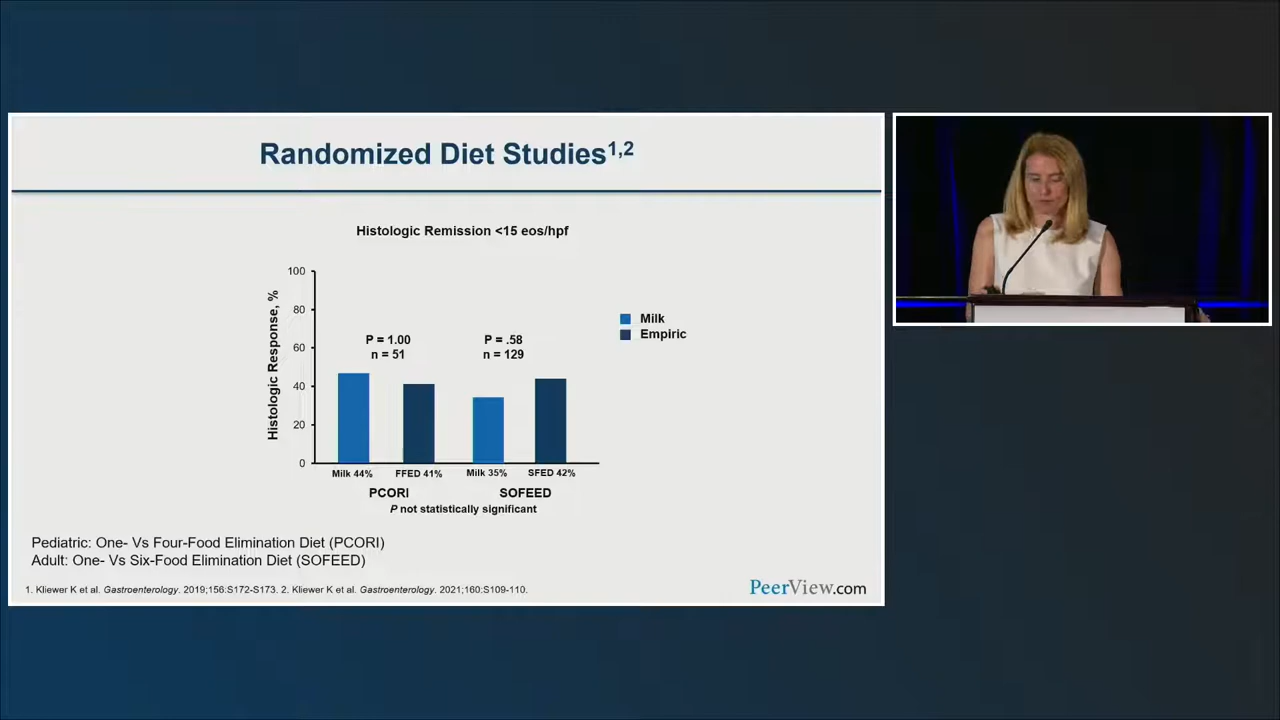 Randomized Diet Studies1,2
Histologic Remission <15 eos/hpf
Histologic Response, %
100
80
60
40
20
0
P = 1.00
n = 51
P = .58
n = 129
Milk
Empiric
Milk 44%
FFED 41%
Milk 35%
SFED 42%
PCORI
SOFEED
P not statistically significant
Pediatric: One- Vs Four-Food Elimination Diet (PCORI)
Adult: One- Vs Six-Food Elimination Diet (SOFEED)
1. Kliewer K et al. Gastroenterology. 2019;156:S172-S173. 2. Kliewer K et al. Gastroenterology. 2021;160:S109-110.
PeerView.com